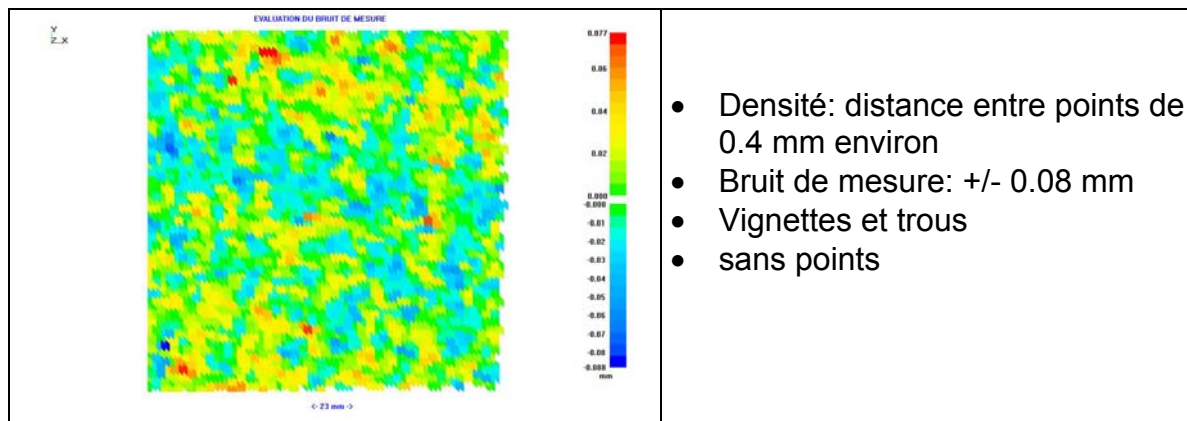 EVALUATION DU BRUIT DE MESURE
Y
Z_X
0.077
0.06
0.04
0.02
0.000
-0.000
-0.01
-0.02
-0.03
-0.04
-0.05
-0.06
-0.07
-0.08
-0.088
mm
<- 23 mm ->
• Densité: distance entre points de
0.4 mm environ
• Bruit de mesure: +/- 0.08 mm
• Vignettes et trous
• sans points